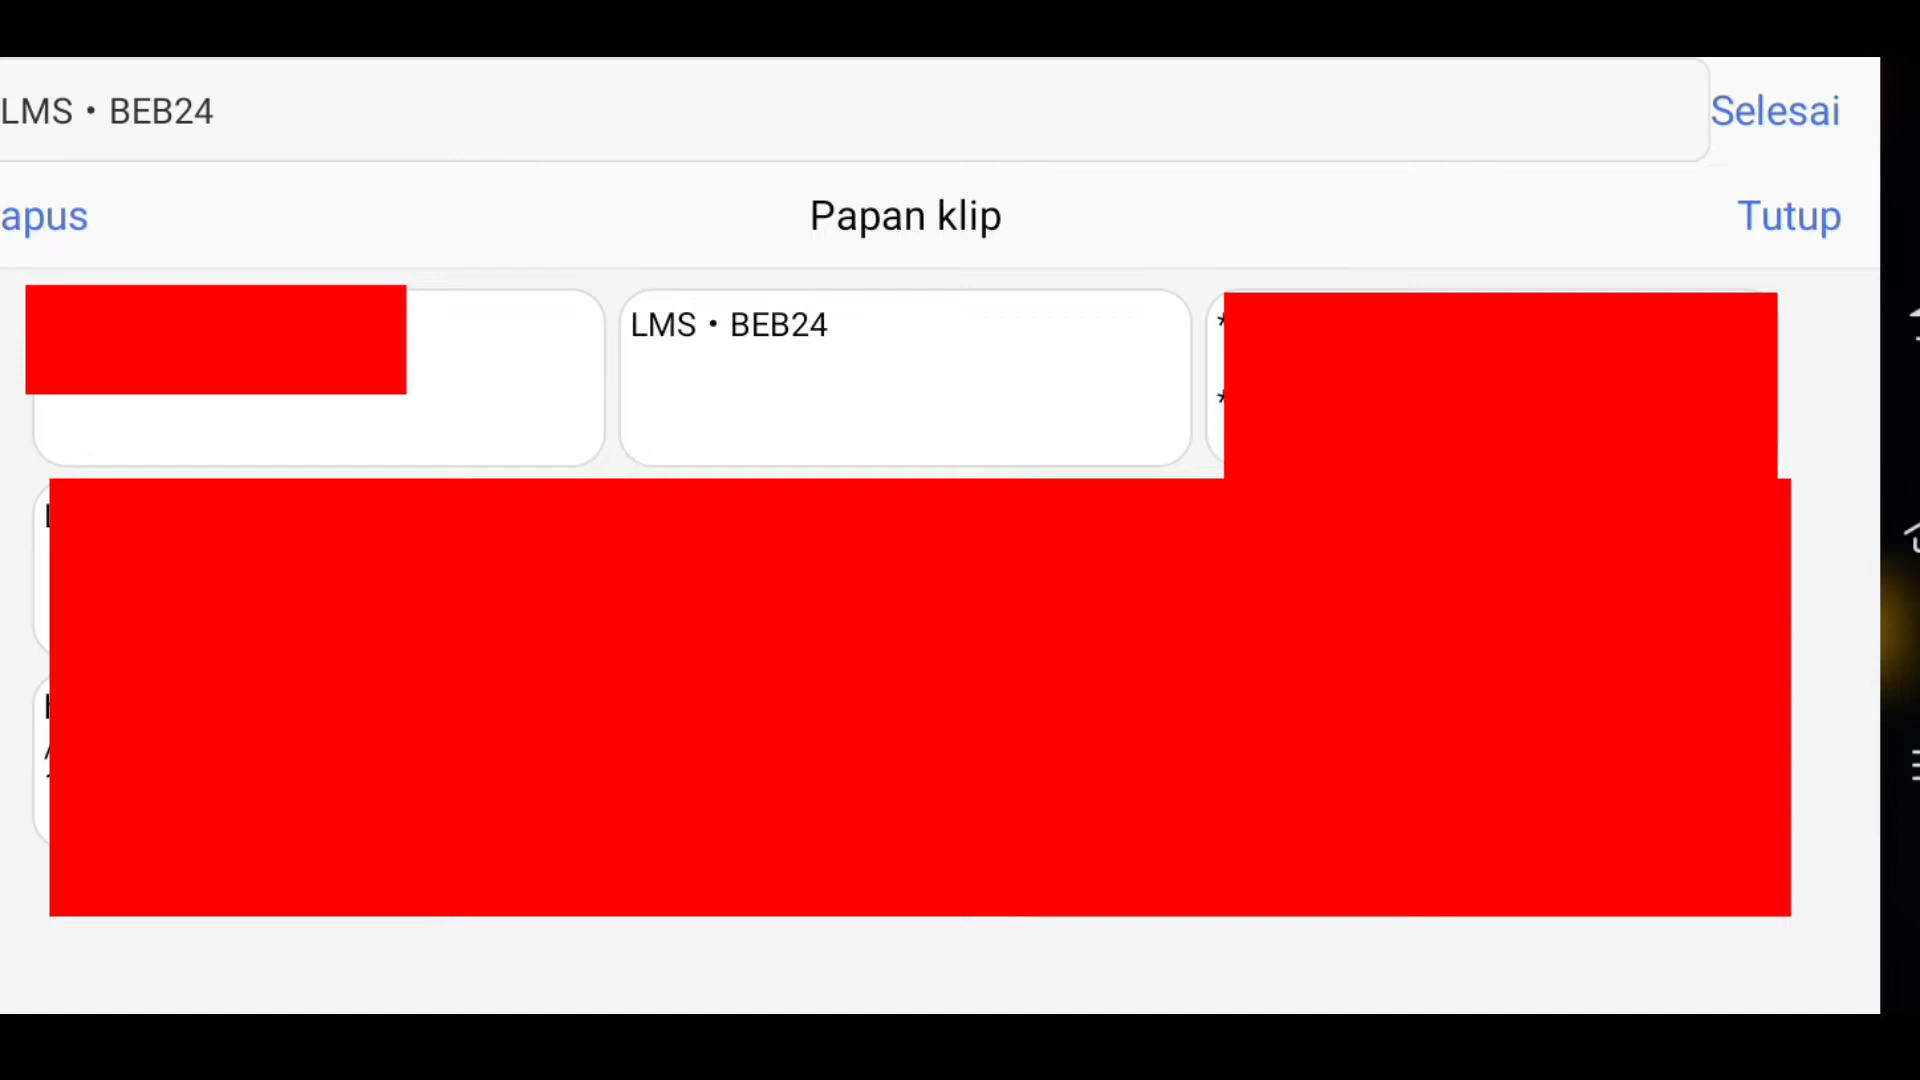 LMS・BEB24
Selesai
apus
Papan klip
Tutup
LMS・BEB24
*
*